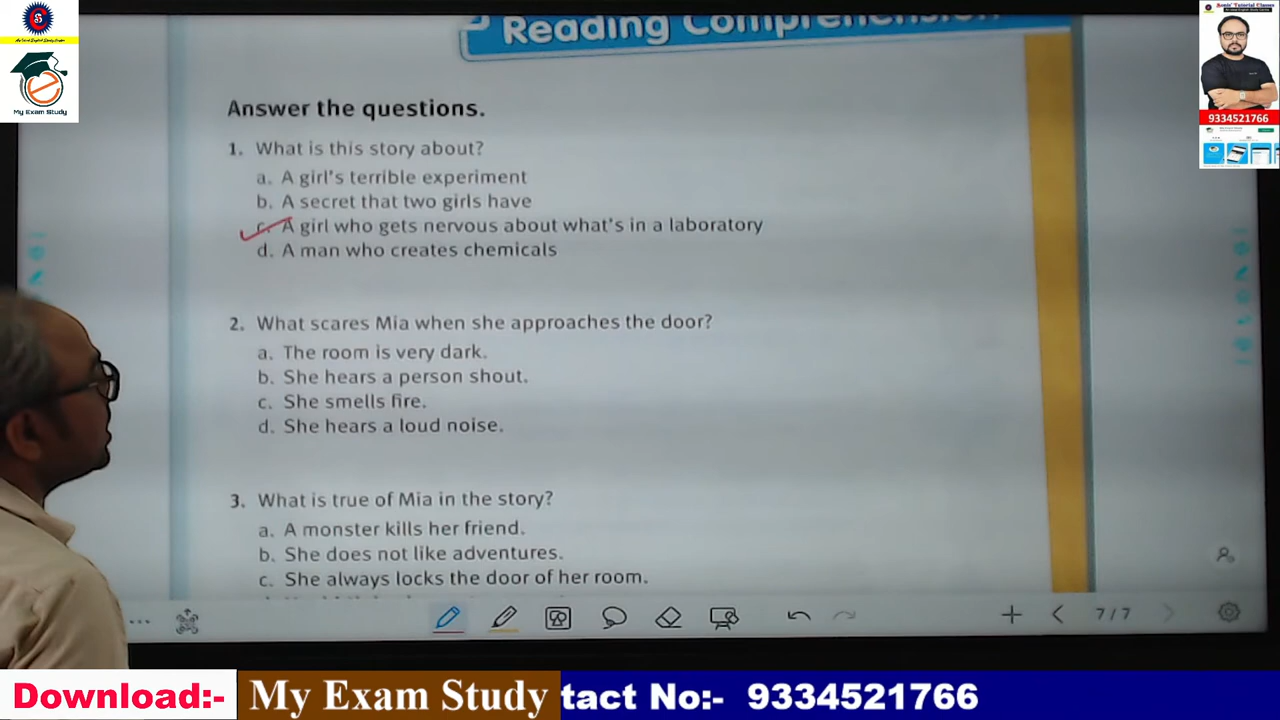 Reading Comprehension
Answer the questions.
1. What is this story about?
a. A girl's terrible experiment
b. A secret that two girls have
c. A girl who gets nervous about what's in a laboratory
d. A man who creates chemicals
2. What scares Mia when she approaches the door?
a. The room is very dark.
b. She hears a person shout.
c. She smells fire.
d. She hears a loud noise.
3. What is true of Mia in the story?
a. A monster kills her friend.
b. She does not like adventures.
c. She always locks the door of her room.
7/7
My Exam Study
9334521766
Download:- My Exam Study tact No:- 9334521766